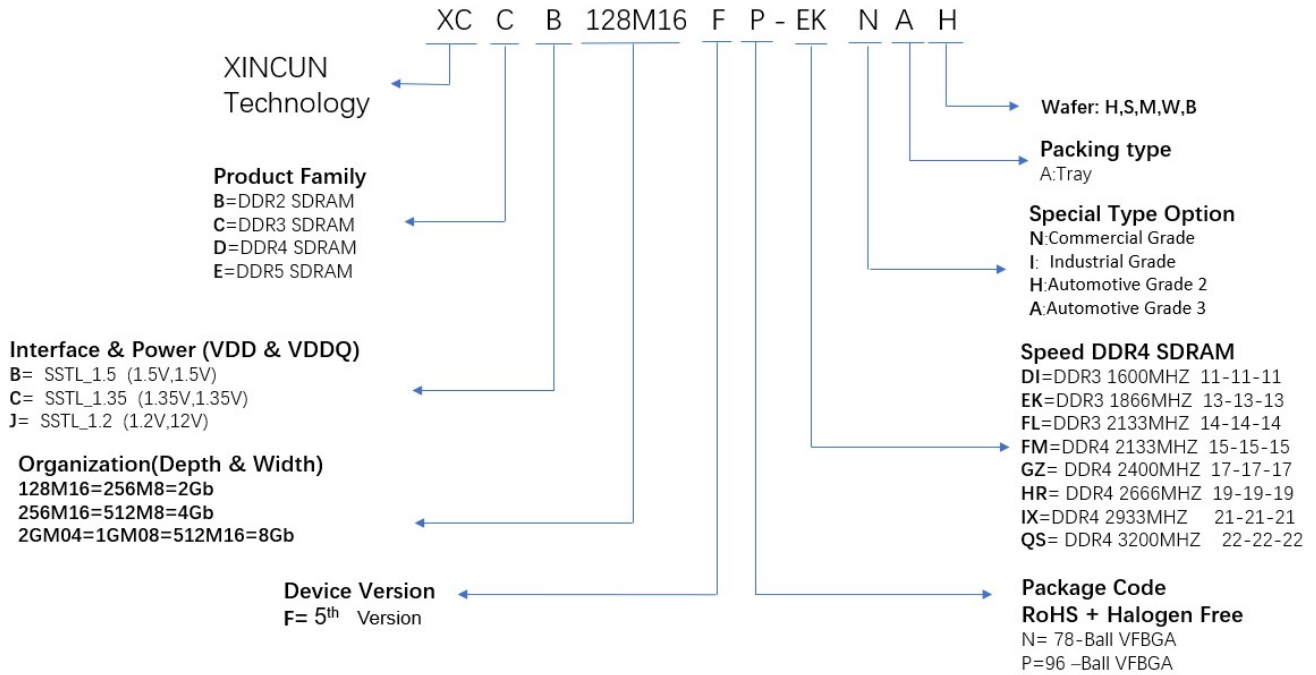 XC C B 128M16 F P - EK N A H
XINCUN
Technology
Wafer: H,S,M,W,B
Packing type
A:Tray
Product Family
B=DDR2 SDRAM
C=DDR3 SDRAM
D=DDR4 SDRAM
E=DDR5 SDRAM
Special Type Option
N:Commercial Grade
I: Industrial Grade
H:Automotive Grade 2
A:Automotive Grade 3
Interface & Power (VDD & VDDQ)
B= SSTL_1.5 (1.5V,1.5V)
C= SSTL_1.35 (1.35V,1.35V)
J= SSTL_1.2 (1.2V,12V)
Speed DDR4 SDRAM
DI=DDR3 1600MHZ 11-11-11
EK=DDR3 1866MHZ 13-13-13
FL=DDR3 2133MHZ 14-14-14
FM=DDR4 2133MHZ 15-15-15
GZ= DDR4 2400MHZ 17-17-17
HR= DDR4 2666MHZ 19-19-19
IX=DDR4 2933MHZ 21-21-21
QS= DDR4 3200MHZ 22-22-22
Organization(Depth & Width)
128M16=256M8=2Gb
256M16=512M8=4Gb
2GM04=1GM08=512M16=8Gb
Device Version
F= 5th Version
Package Code
RoHS + Halogen Free
N= 78-Ball VFBGA
P=96 –Ball VFBGA